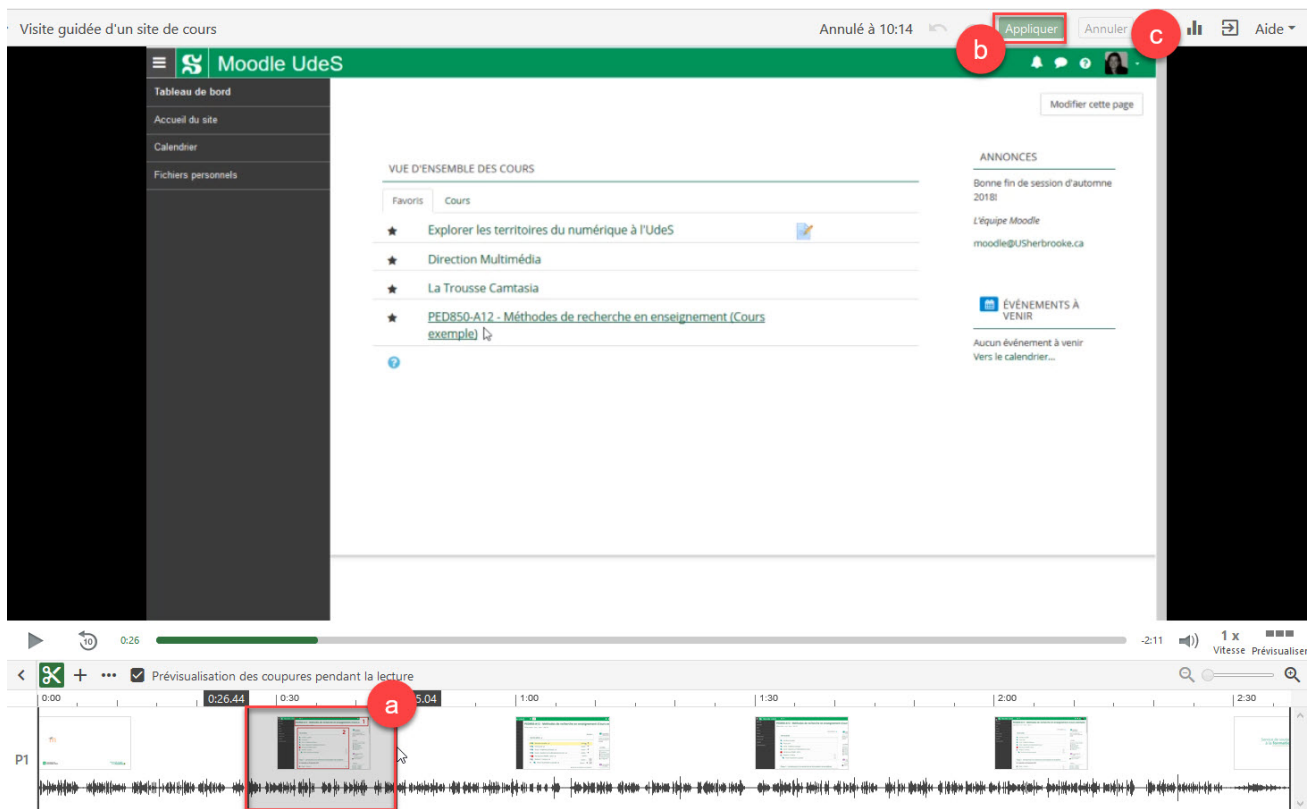 Visite guidée d'un site de cours
Annulé à 10:14
Appliquer
Annuler
Aide
b
c
Moodle UdeS
Tableau de bord
Accueil du site
Calendrier
Fichiers personnels
Modifier cette page
VUE D'ENSEMBLE DES COURS
Favoris
Cours
Explorer les territoires du numérique à l'UdeS
Direction Multimédia
La Trousse Camtasia
PED850-A12 - Méthodes de recherche en enseignement (Cours
exemple)
ANNONCES
Bonne fin de session d'automne
2018!
L'équipe Moodle
moodle@USherbrooke.ca
ÉVÉNEMENTS À
VENIR
Aucun événement à venir
Vers le calendrier...
10
0:26
-2:11
1 x
Vitesse
Prévisualiser
Prévisualisation des coupures pendant la lecture
0:00
0:26.44
0:30
a
5.04
1:00
1:30
2:00
2:30
P1
1
2